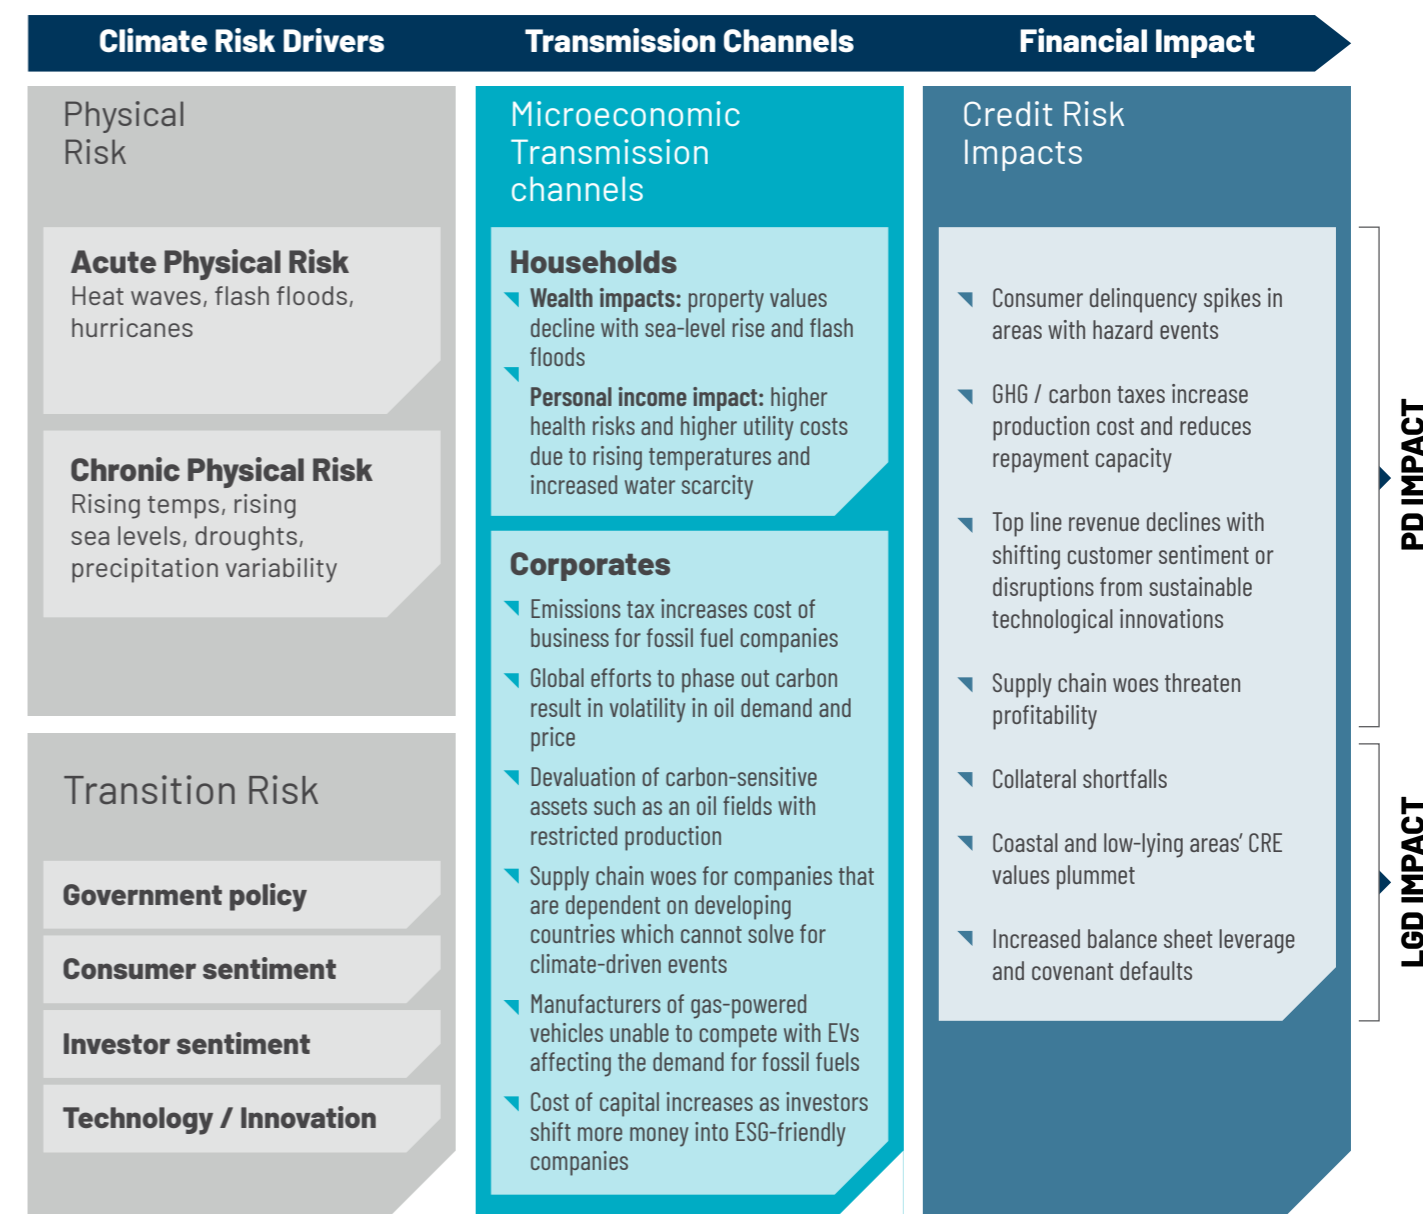 Climate Risk Drivers
Transmission Channels
Financial Impact
Physical
Risk
Acute Physical Risk
Heat waves, flash floods,
hurricanes
Chronic Physical Risk
Rising temps, rising
sea levels, droughts,
precipitation variability
Transition Risk
Government policy
Consumer sentiment
Investor sentiment
Technology / Innovation
Microeconomic
Transmission
channels
Households
Wealth impacts: property values
decline with sea-level rise and flash
floods
Personal income impact: higher
health risks and higher utility costs
due to rising temperatures and
increased water scarcity
Corporates
Emissions tax increases cost of
business for fossil fuel companies
Global efforts to phase out carbon
result in volatility in oil demand and
price
Devaluation of carbon-sensitive
assets such as an oil fields with
restricted production
Supply chain woes for companies that
are dependent on developing
countries which cannot solve for
climate-driven events
Manufacturers of gas-powered
vehicles unable to compete with EVs
affecting the demand for fossil fuels
Cost of capital increases as investors
shift more money into ESG-friendly
companies
Credit Risk
Impacts
Consumer delinquency spikes in
areas with hazard events
GHG / carbon taxes increase
production cost and reduces
repayment capacity
Top line revenue declines with
shifting customer sentiment or
disruptions from sustainable
technological innovations
Supply chain woes threaten
profitability
Collateral shortfalls
Coastal and low-lying areas' CRE
values plummet
Increased balance sheet leverage
and covenant defaults
PD IMPACT
LGD IMPACT